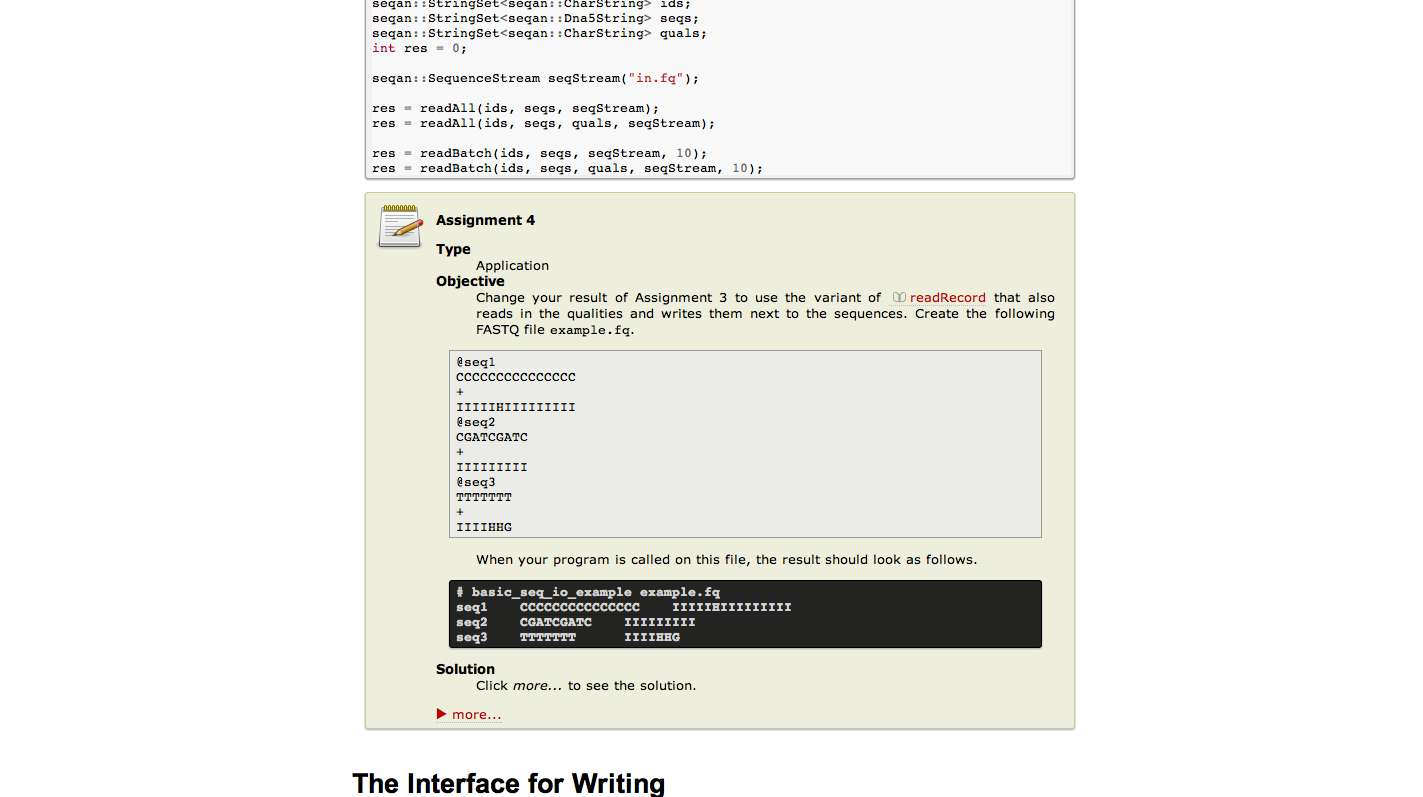 seqan::StringSet<seqan::CharString> ids;
seqan::StringSet<seqan::Dna5String> seqs;
seqan::StringSet<seqan::CharString> quals;
int res = 0;
seqan::SequenceStream seqStream("in.fq");
res = readAll(ids, seqs, seqStream);
res = readAll(ids, seqs, quals, seqStream);
res = readBatch(ids, seqs, seqStream, 10);
res = readBatch(ids, seqs, quals, seqStream, 10);
Assignment 4
Type
Application
Objective
Change your result of Assignment 3 to use the variant of readRecord that also
reads in the qualities and writes them next to the sequences. Create the following
FASTQ file example.fq.
@seq1
CCCCCCCCCCCCCCC
+
IIIIIHIIIIIIIII
@seq2
CGATCGATC
+
IIIIIIIII
@seq3
TTTTTTT
+
IIIIHHG
When your program is called on this file, the result should look as follows.
# basic_seq_io_example example.fq
seq1    CCCCCCCCCCCCCCC    IIIIIHIIIIIIIII
seq2    CGATCGATC    IIIIIIIII
seq3    TTTTTTT      IIIIHHG
Solution
Click more... to see the solution.
more...
The Interface for Writing